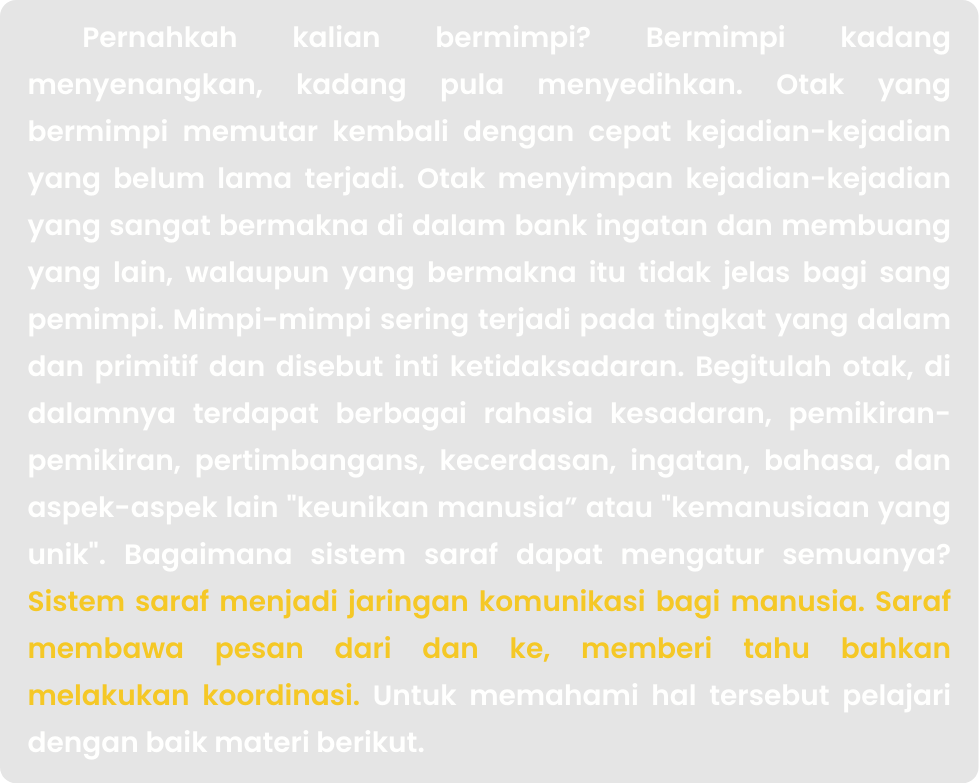 Pernahkah kalian bermimpi? Bermimpi kadang
menyenangkan, kadang pula menyedihkan. Otak yang
bermimpi memutar kembali dengan cepat kejadian-kejadian
yang belum lama terjadi. Otak menyimpan kejadian-kejadian
yang sangat bermakna di dalam bank ingatan dan membuang
yang lain, walaupun yang bermakna itu tidak jelas bagi sang
pemimpi. Mimpi-mimpi sering terjadi pada tingkat yang dalam
dan primitif dan disebut inti ketidaksadaran. Begitulah otak, di
dalamnya terdapat berbagai rahasia kesadaran, pemikiran-
pemikiran, pertimbangans, kecerdasan, ingatan, bahasa, dan
aspek-aspek lain "keunikan manusia” atau "kemanusiaan yang
unik". Bagaimana sistem saraf dapat mengatur semuanya?
Sistem saraf menjadi jaringan komunikasi bagi manusia. Saraf
membawa pesan dari dan ke, memberi tahu bahkan
melakukan koordinasi. Untuk memahami hal tersebut pelajari
dengan baik materi berikut.